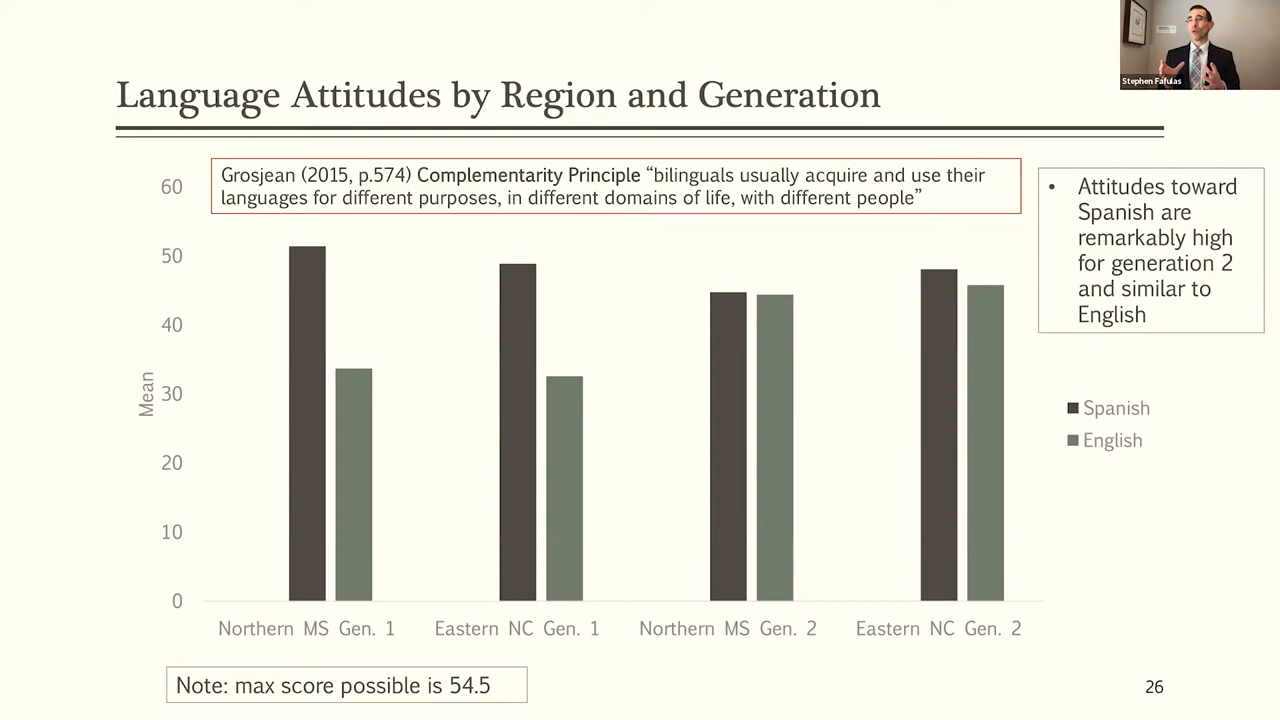 Stephen Fafulas
Language Attitudes by Region and Generation
Grosjean (2015, p.574) Complementarity Principle “bilinguals usually acquire and use their
languages for different purposes, in different domains of life, with different people”
• Attitudes toward
Spanish are
remarkably high
for generation 2
and similar to
English
60
50
40
30
20
10
0
Mean
Spanish
English
Northern MS Gen. 1
Eastern NC Gen. 1
Northern MS Gen. 2
Eastern NC Gen. 2
Note: max score possible is 54.5
26